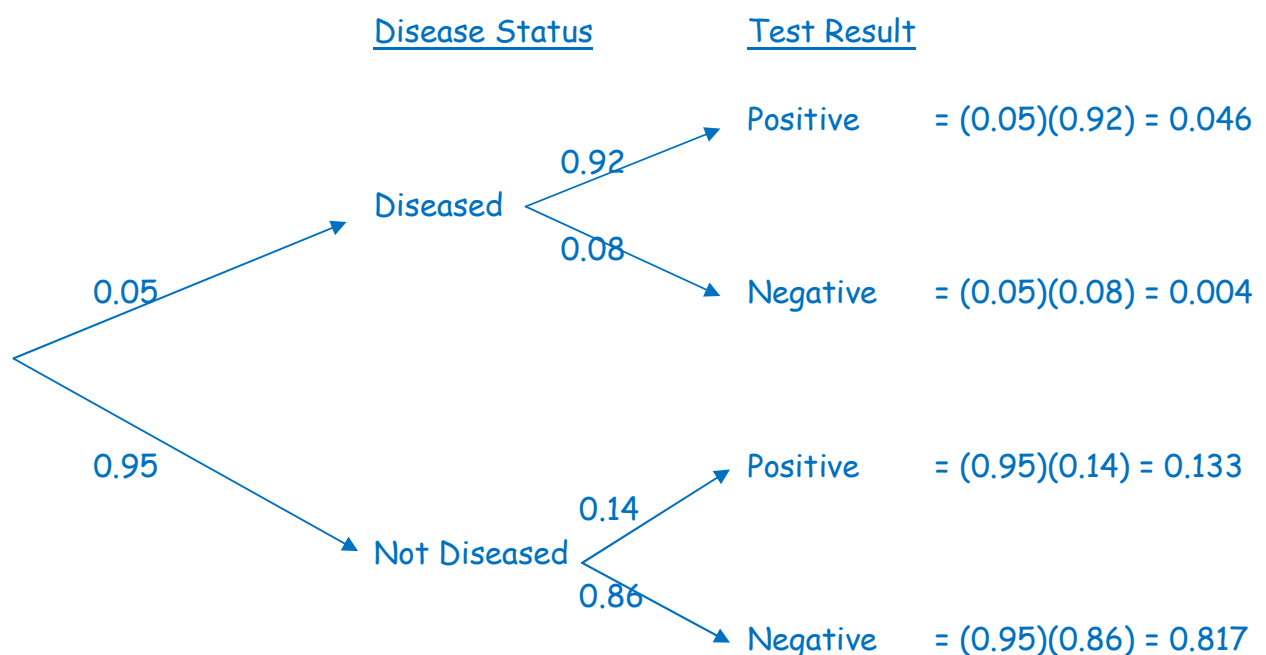 Disease Status Test Result
Positive = (0.05)(0.92) = 0.046
0.92
Diseased
0.08
0.05 Negative = (0.05)(0.08) = 0.004
0.95 Positive = (0.95)(0.14) = 0.133
0.14
Not Diseased
0.86
Negative = (0.95)(0.86) = 0.817